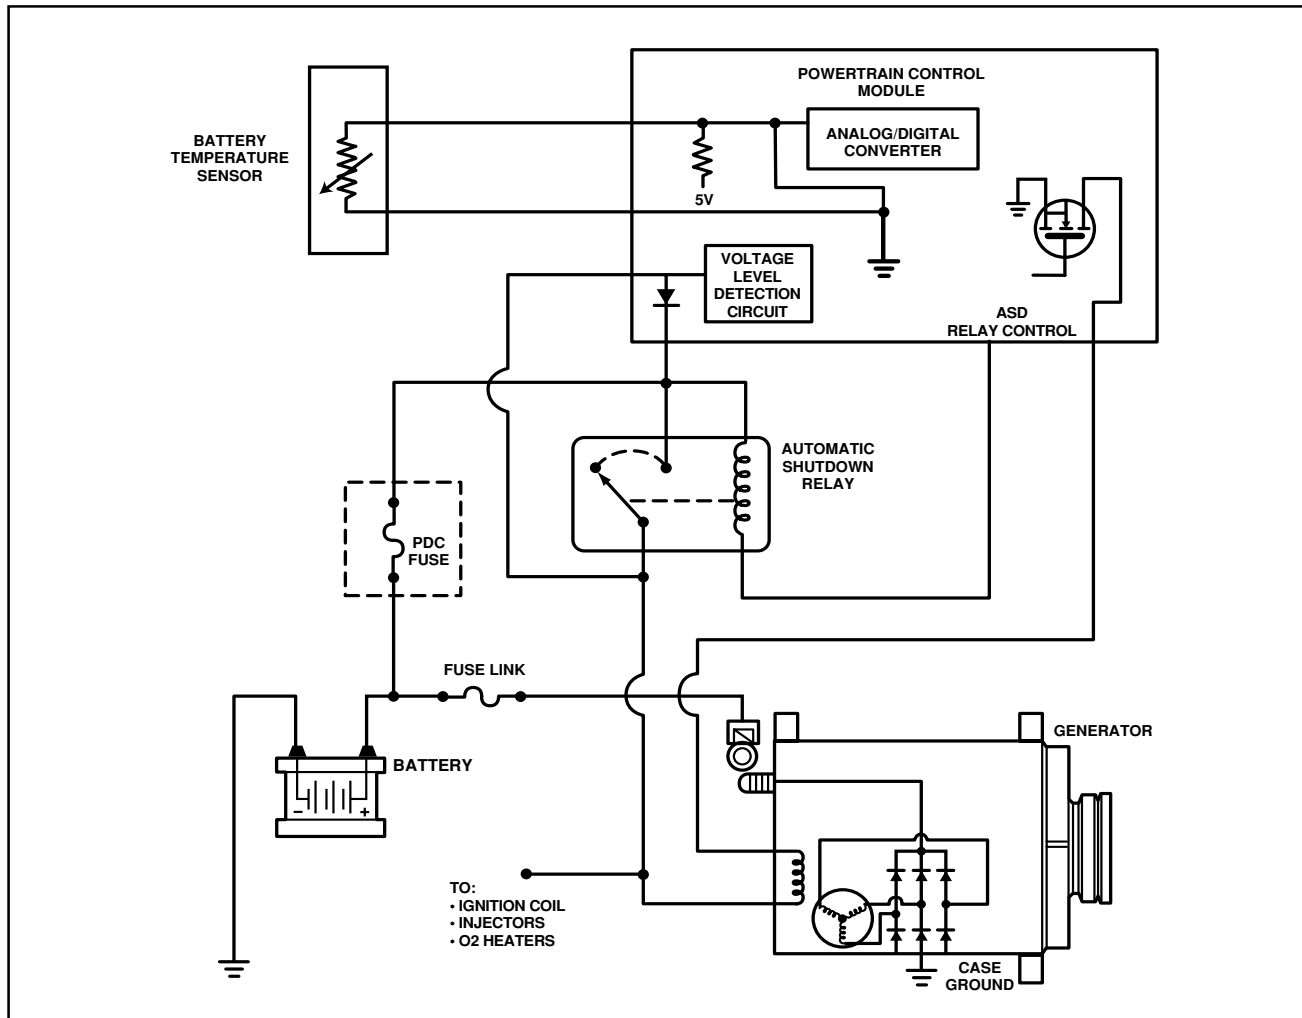 POWERTRAIN CONTROL
MODULE
BATTERY
TEMPERATURE
SENSOR
ANALOG/DIGITAL
CONVERTER
5V
VOLTAGE
LEVEL
DETECTION
CIRCUIT
ASD
RELAY CONTROL
AUTOMATIC
SHUTDOWN
RELAY
PDC
FUSE
FUSE LINK
GENERATOR
BATTERY
− +
TO:
• IGNITION COIL
• INJECTORS
• O2 HEATERS
CASE
GROUND